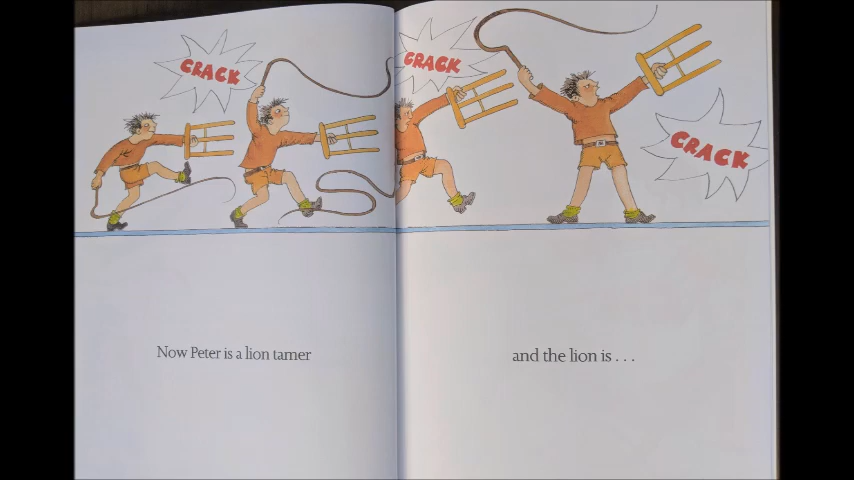 CRACK
CRACK
CRACK
Now Peter is a lion tamer
and the lion is . . .